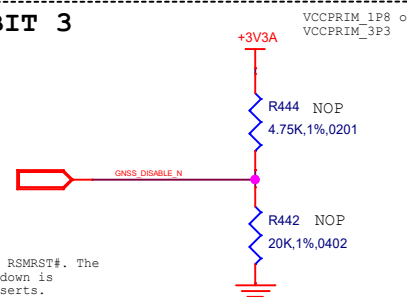 BIT 3
VCCPRIM_1P8 o
VCCPRIM_3P3
+3V3A
R444 NOP
4.75K,1%,0201
GNSS_DISABLE_N
R442 NOP
20K,1%,0402
RSMRST#. The
down is
serts.